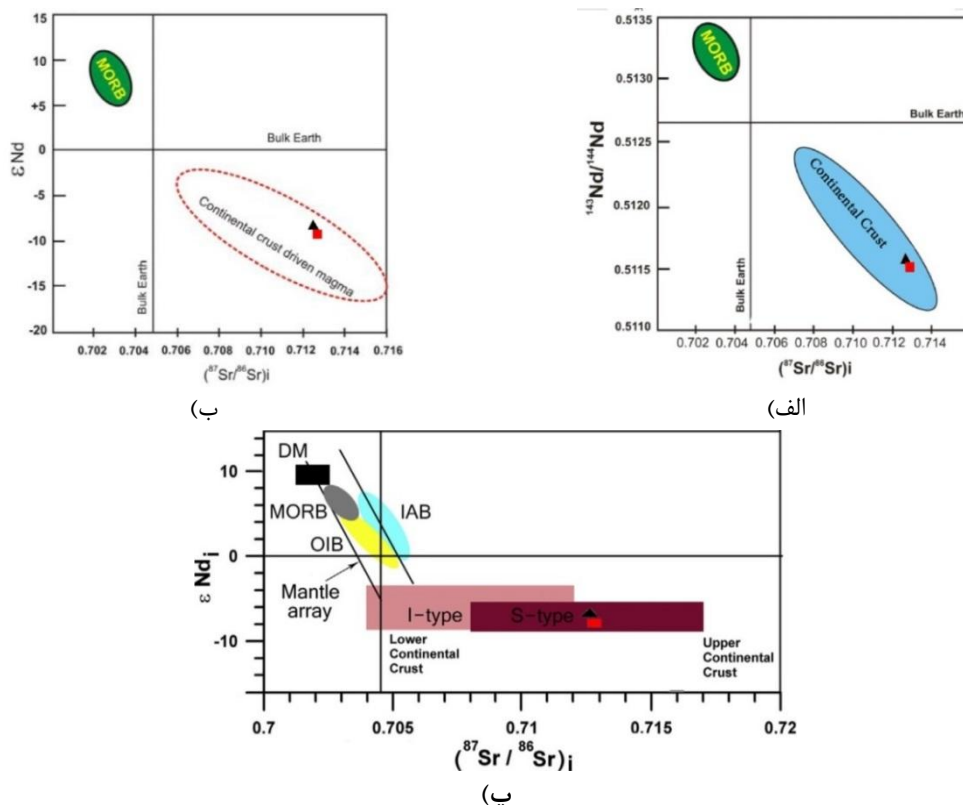 15
10
+5
0
-5
-10
-15
-20
εNd
MORB
Bulk Earth
Continental crust driven magma
Bulk Earth
0.702 0.704 0.706 0.708 0.710 0.712 0.714 0.716
(⁸⁷Sr/⁸⁶Sr)i
ب)
0.5135
0.5130
0.5125
0.5120
0.5115
0.5110
¹⁴³Nd/¹⁴⁴Nd
MORB
Bulk Earth
Continental Crust
Bulk Earth
0.702 0.704 0.706 0.708 0.710 0.712 0.714
(⁸⁷Sr/⁸⁶Sr)i
الف)
10
0
-10
ε Ndi
DM
MORB
IAB
OIB
Mantle
array
I-type
S-type
Lower
Continental
Crust
Upper
Continental
Crust
0.7 0.705 0.71 0.715 0.72
(⁸⁷Sr / ⁸⁶Sr)i
پ)